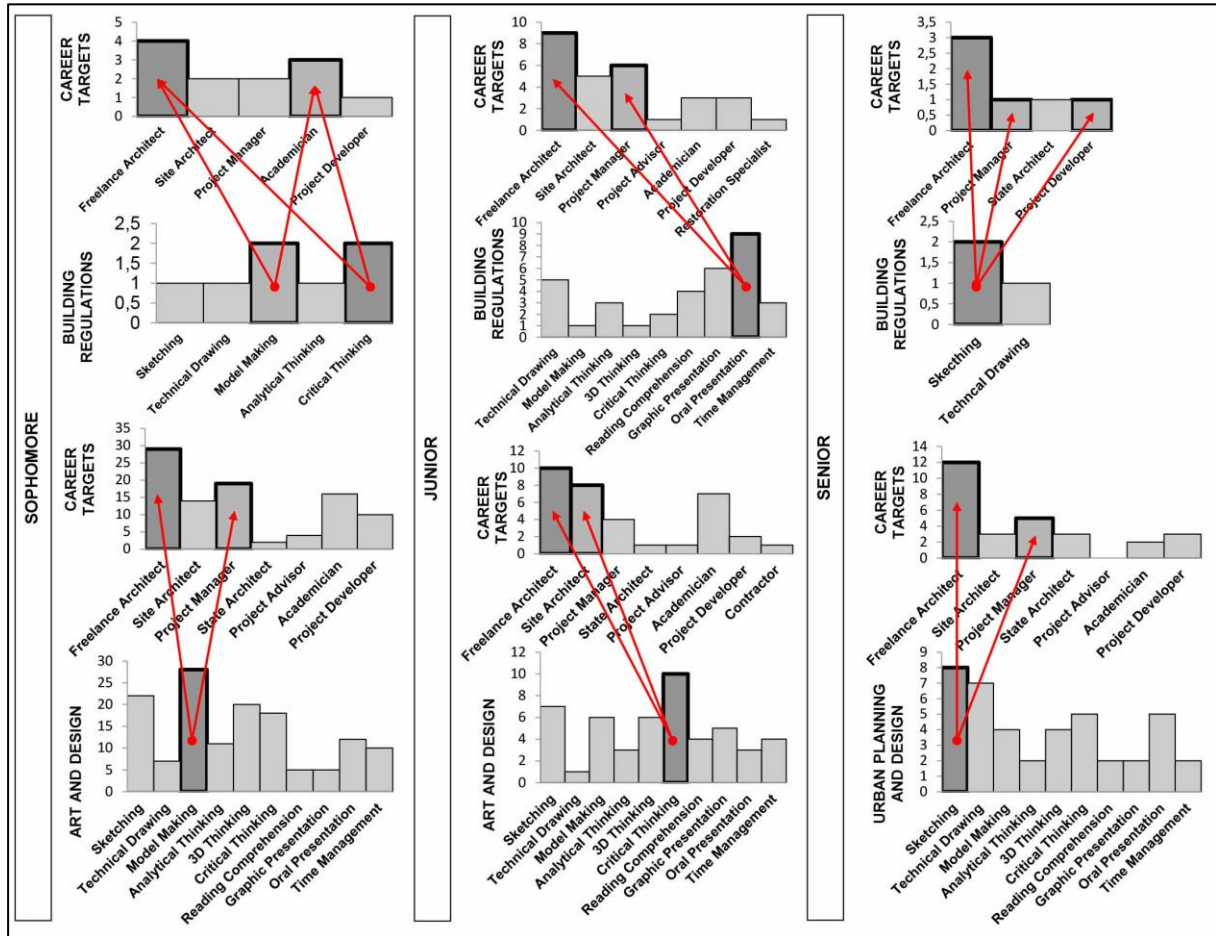 SOPHOMORE
CAREER
TARGETS
5
4
3
2
1
0
Freelance Architect
Site Architect
Project Manager
Academician
Project Developer
BUILDING
REGULATIONS
2,5
2
1,5
1
0,5
0
Sketching
Technical Drawing
Model Making
Analytical Thinking
Critical Thinking
CAREER
TARGETS
35
30
25
20
15
10
5
0
Freelance Architect
Site Architect
Project Manager
State Architect
Project Advisor
Academician
Project Developer
ART AND DESIGN
30
25
20
15
10
5
0
Sketching
Technical Drawing
Model Making
Analytical Thinking
3D Thinking
Critical Thinking
Reading Comprehension
Graphic Presentation
Oral Presentation
Time Management
JUNIOR
CAREER
TARGETS
10
8
6
4
2
0
Freelance Architect
Site Architect
Project Manager
Project Advisor
Academician
Project Developer
Restoration Specialist
BUILDING
REGULATIONS
10
9
8
7
6
5
4
3
2
1
0
Technical Drawing
Model Making
Analytical Thinking
3D Thinking
Critical Thinking
Reading Comprehension
Graphic Presentation
Oral Presentation
Time Management
CAREER
TARGETS
12
10
8
6
4
2
0
Freelance Architect
Site Architect
Project Manager
State Architect
Project Advisor
Academician
Project Developer
Contractor
ART AND DESIGN
12
10
8
6
4
2
0
Sketching
Technical Drawing
Model Making
Analytical Thinking
3D Thinking
Critical Thinking
Reading Comprehension
Graphic Presentation
Oral Presentation
Time Management
SENIOR
CAREER
TARGETS
3,5
3
2,5
2
1,5
1
0,5
0
Freelance Architect
Project Manager
State Architect
Project Developer
BUILDING
REGULATIONS
2,5
2
1,5
1
0,5
0
Skecthing
Techncal Drawing
CAREER
TARGETS
14
12
10
8
6
4
2
0
Freelance Architect
Site Architect
Project Manager
State Architect
Project Advisor
Academician
Project Developer
URBAN PLANNING
AND DESIGN
9
8
7
6
5
4
3
2
1
0
Sketching
Technical Drawing
Model Making
Analytical Thinking
3D Thinking
Critical Thinking
Reading Comprehension
Graphic Presentation
Oral Presentation
Time Management